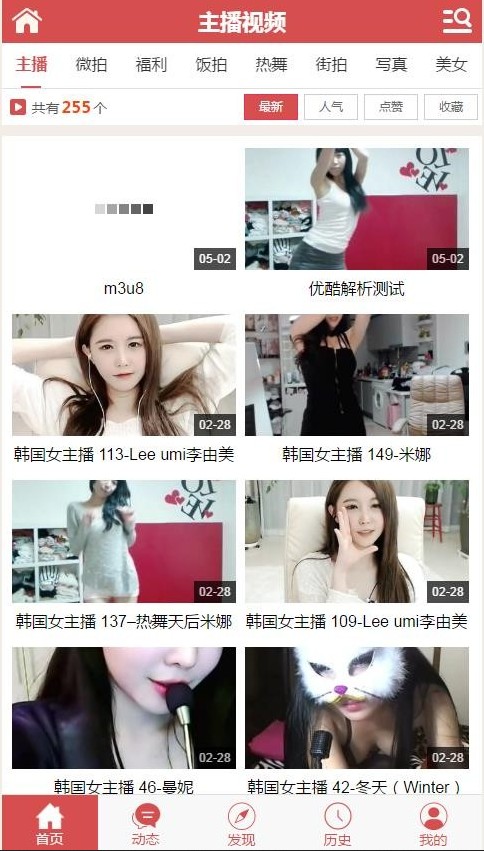 主播视频
主播 微拍 福利 饭拍 热舞 街拍 写真 美女
共有255个 最新 人气 点赞 收藏
05-02 05-02
m3u8 优酷解析测试
02-28 02-28
韩国女主播 113-Lee umi李由美 韩国女主播 149-米娜
02-28 02-28
韩国女主播 137–热舞天后米娜 韩国女主播 109-Lee umi李由美
02-28 02-28
韩国女主播 46-曼妮 韩国女主播 42-冬天（Winter）
首页 动态 发现 历史 我的